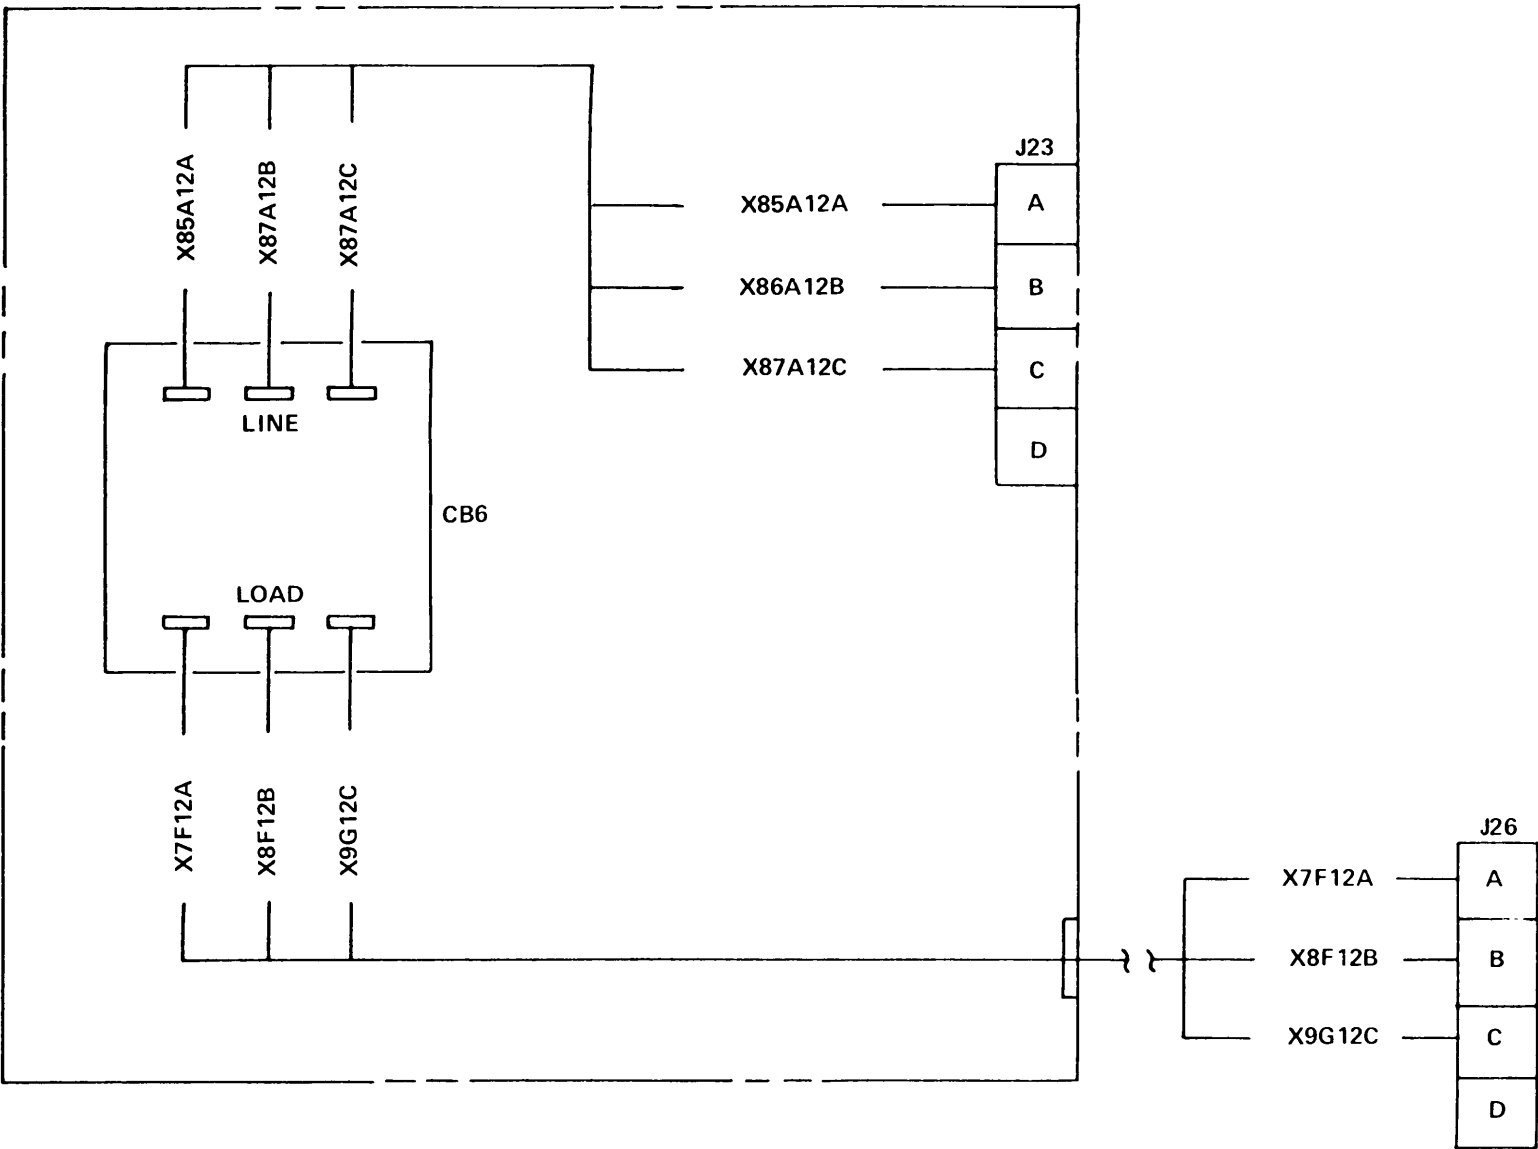 J23
X85A12A
X87A12B
X87A12C
X85A12A
A
X86A12B
B
X87A12C
C
D
LINE
CB6
LOAD
X7F12A
X8F12B
X9G12C
J26
X7F12A
A
X8F12B
B
X9G12C
C
D